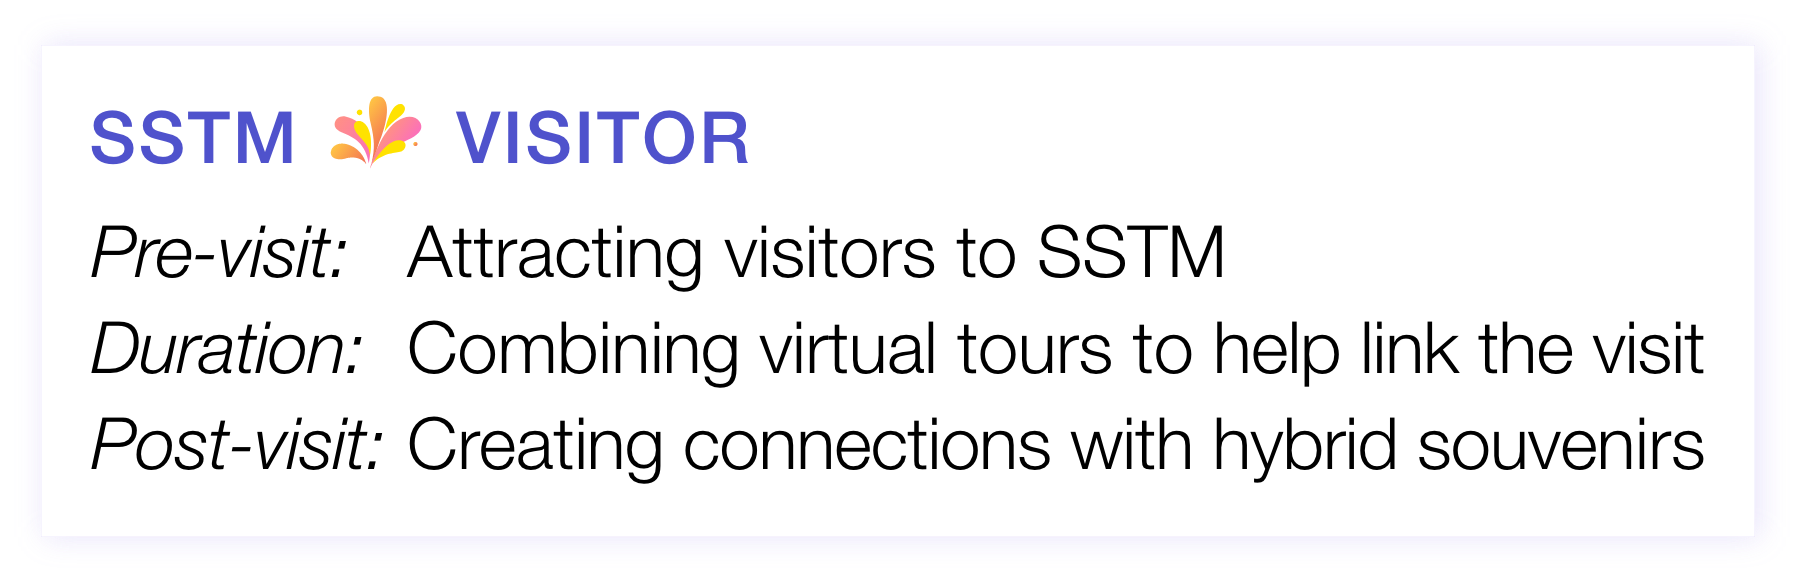 SSTM VISITOR
Pre-visit: Attracting visitors to SSTM
Duration: Combining virtual tours to help link the visit
Post-visit: Creating connections with hybrid souvenirs